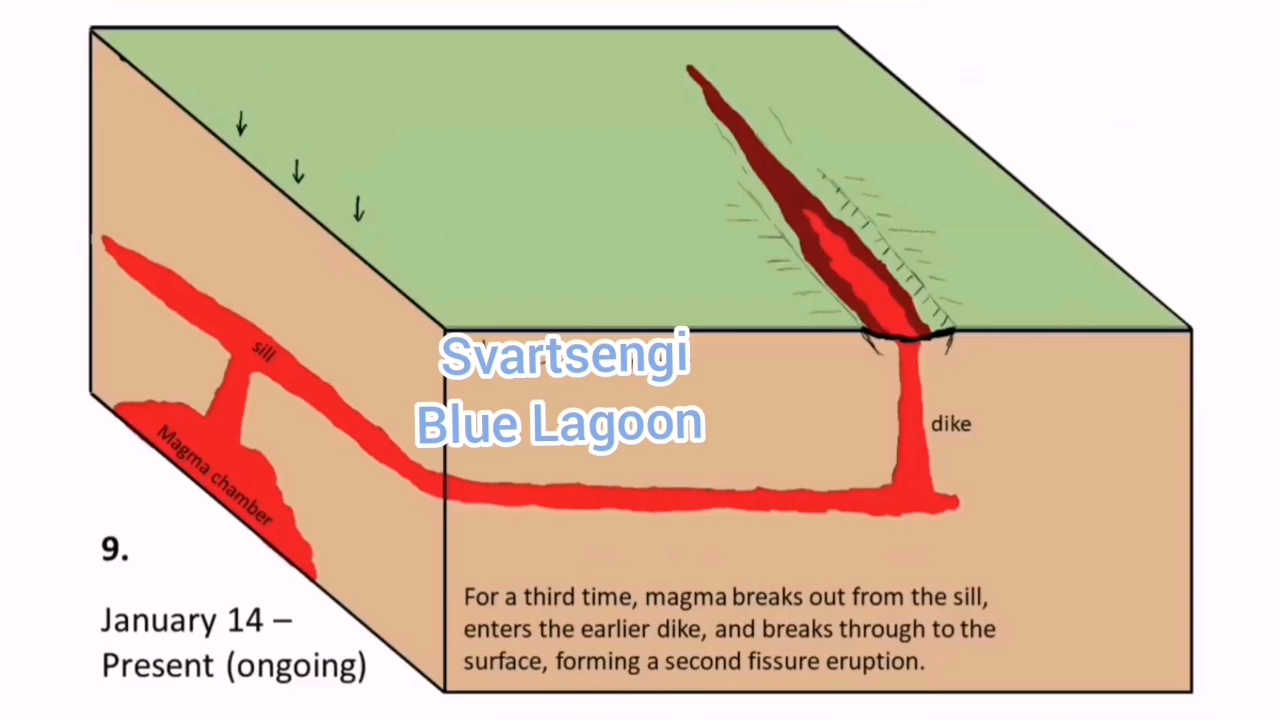 sill
Svartsengi
Blue Lagoon
dike
Magma chamber
9.
January 14 –
Present (ongoing)
For a third time, magma breaks out from the sill,
enters the earlier dike, and breaks through to the
surface, forming a second fissure eruption.